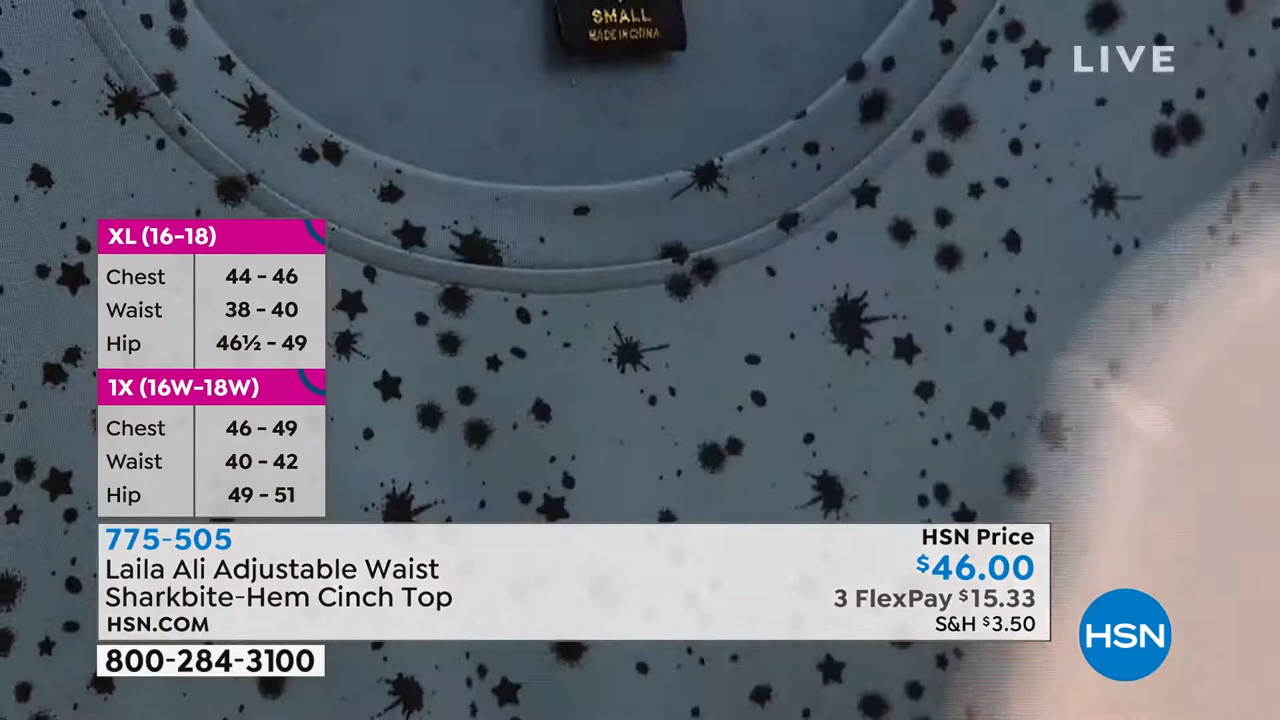 SMALL
MADE IN CHINA
LIVE
XL (16-18)
Chest 44 - 46
Waist 38 - 40
Hip 46½ - 49
1X (16W-18W)
Chest 46 - 49
Waist 40 - 42
Hip 49 - 51
775-505
Laila Ali Adjustable Waist
Sharkbite-Hem Cinch Top
HSN.COM
HSN Price
$46.00
3 FlexPay $15.33
S&H $3.50
800-284-3100
HSN